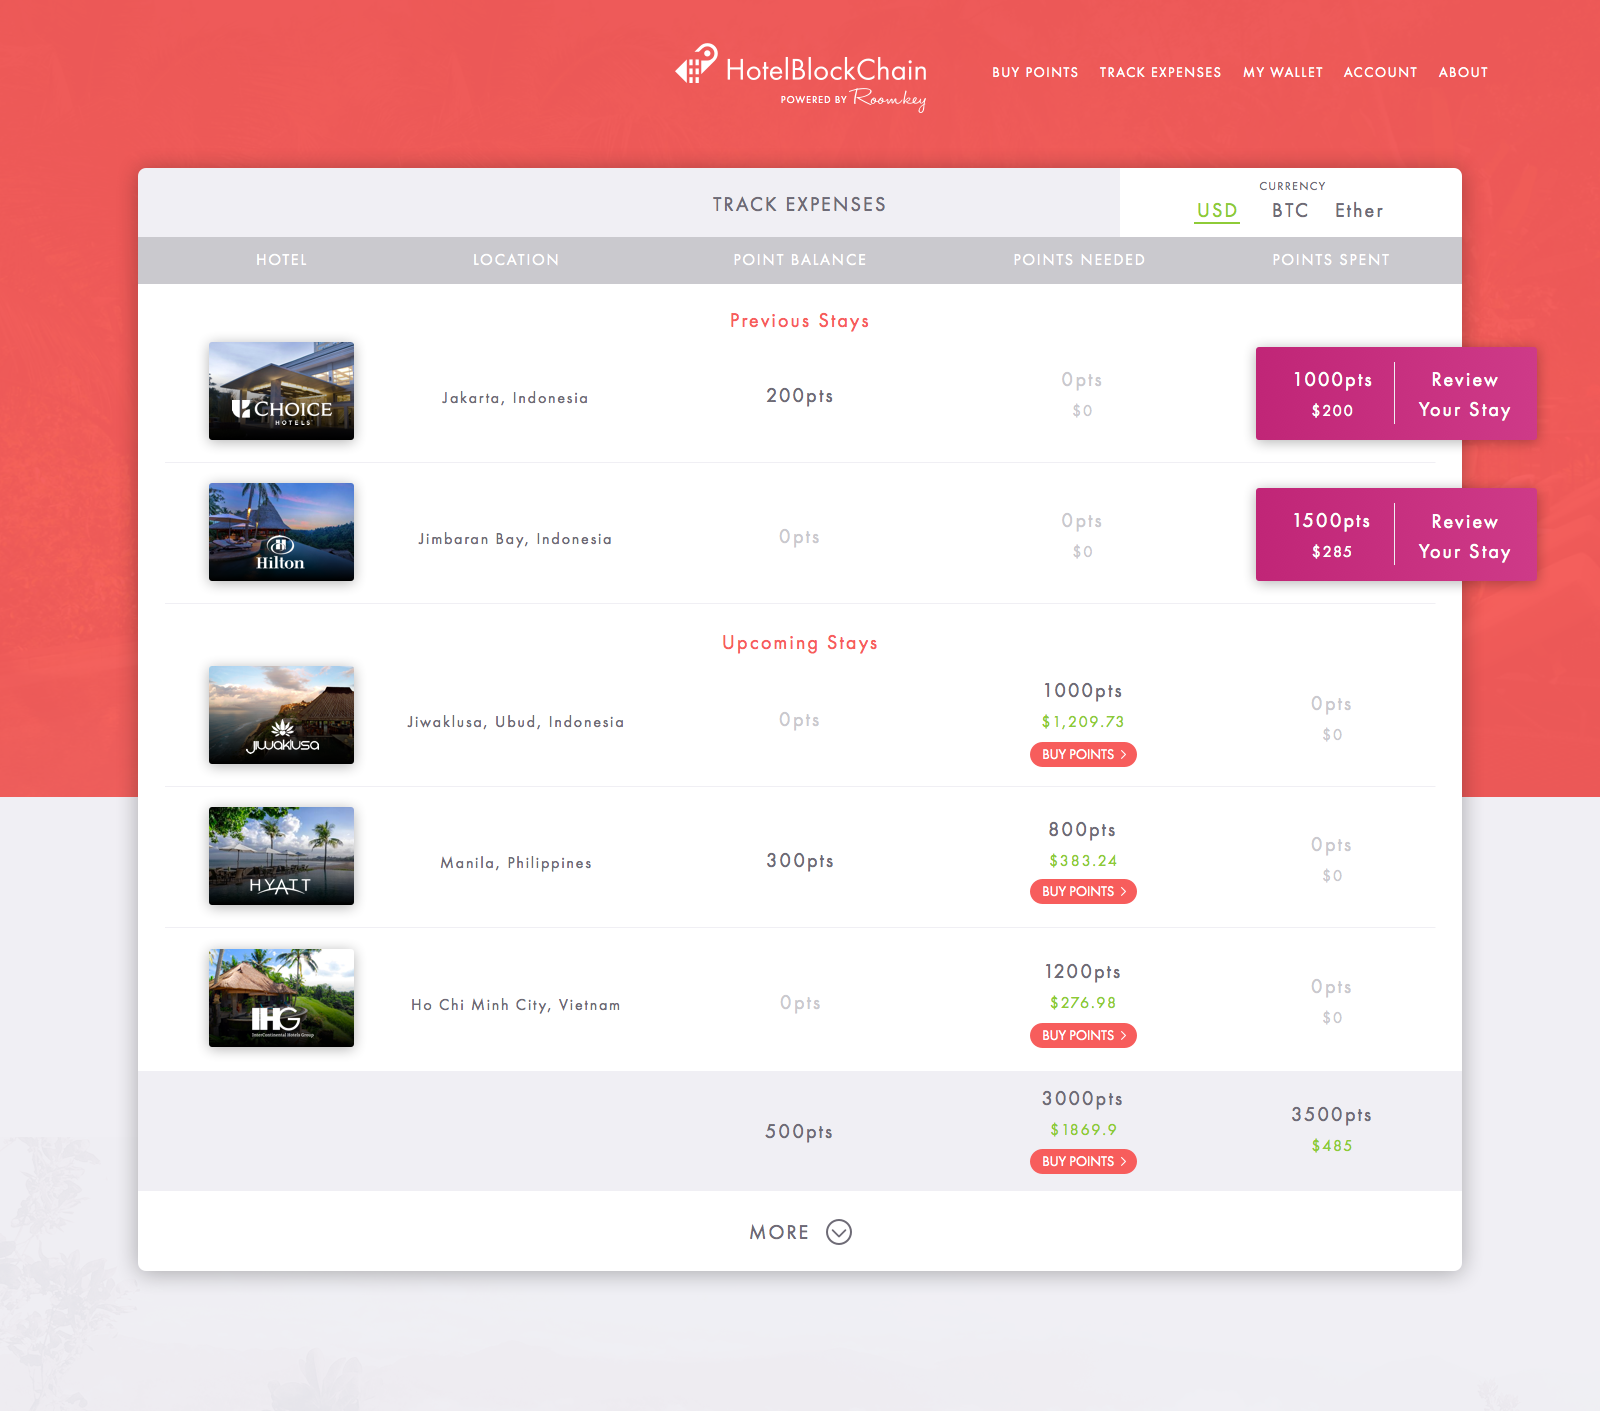 HotelBlockChain
POWERED BY Roomkey
BUY POINTS TRACK EXPENSES MY WALLET ACCOUNT ABOUT
TRACK EXPENSES
CURRENCY
USD BTC Ether
HOTEL LOCATION POINT BALANCE POINTS NEEDED POINTS SPENT
Previous Stays
CHOICE
HOTELS
Jakarta, Indonesia
200pts
0pts
$0
1000pts
$200
Review
Your Stay
Hilton
Jimbaran Bay, Indonesia
0pts
0pts
$0
1500pts
$285
Review
Your Stay
Upcoming Stays
Jiwaklusa
Jiwaklusa, Ubud, Indonesia
0pts
1000pts
$1,209.73
BUY POINTS >
0pts
$0
HYATT
Manila, Philippines
300pts
800pts
$383.24
BUY POINTS >
0pts
$0
IHG
InterContinental Hotels Group
Ho Chi Minh City, Vietnam
0pts
1200pts
$276.98
BUY POINTS >
0pts
$0
500pts
3000pts
$1869.9
BUY POINTS >
3500pts
$485
MORE